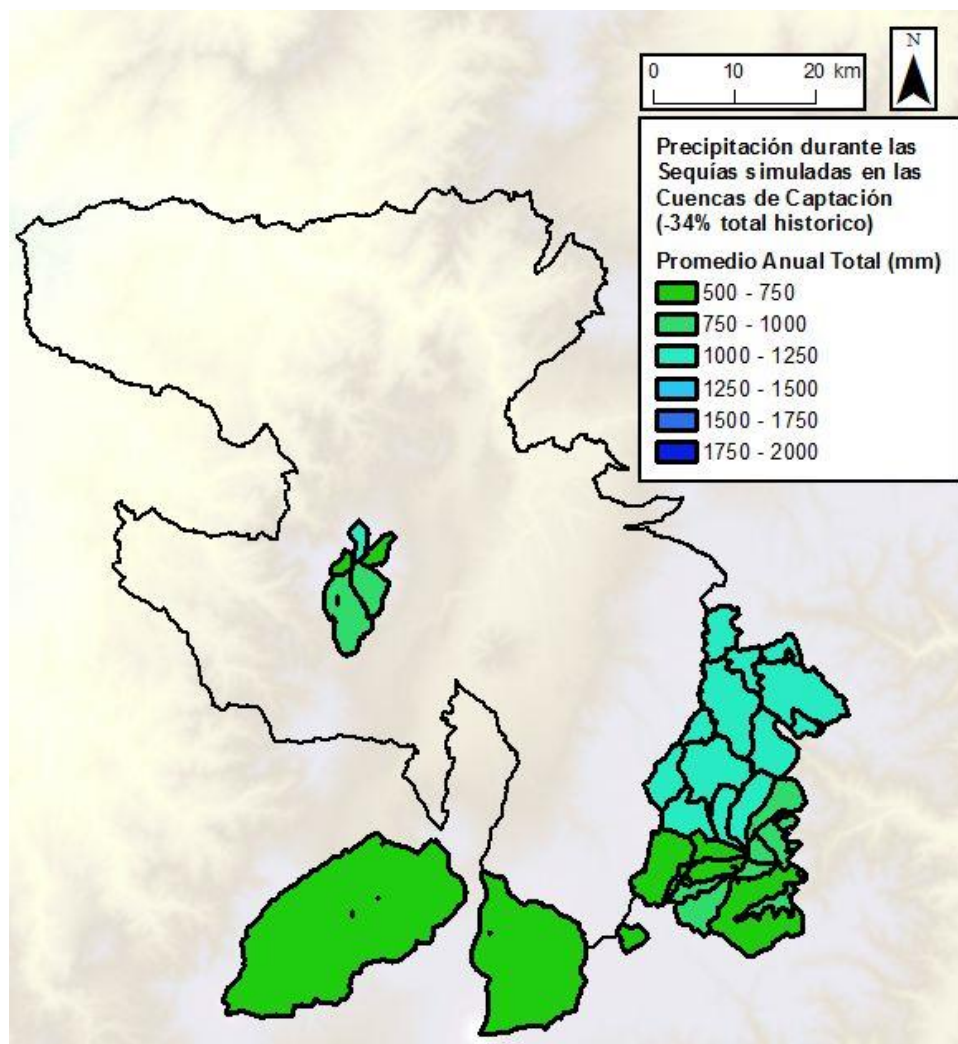 N
0 10 20 km
Precipitación durante las
Sequías simuladas en las
Cuencas de Captación
(-34% total historico)
Promedio Anual Total (mm)
500 - 750
750 - 1000
1000 - 1250
1250 - 1500
1500 - 1750
1750 - 2000